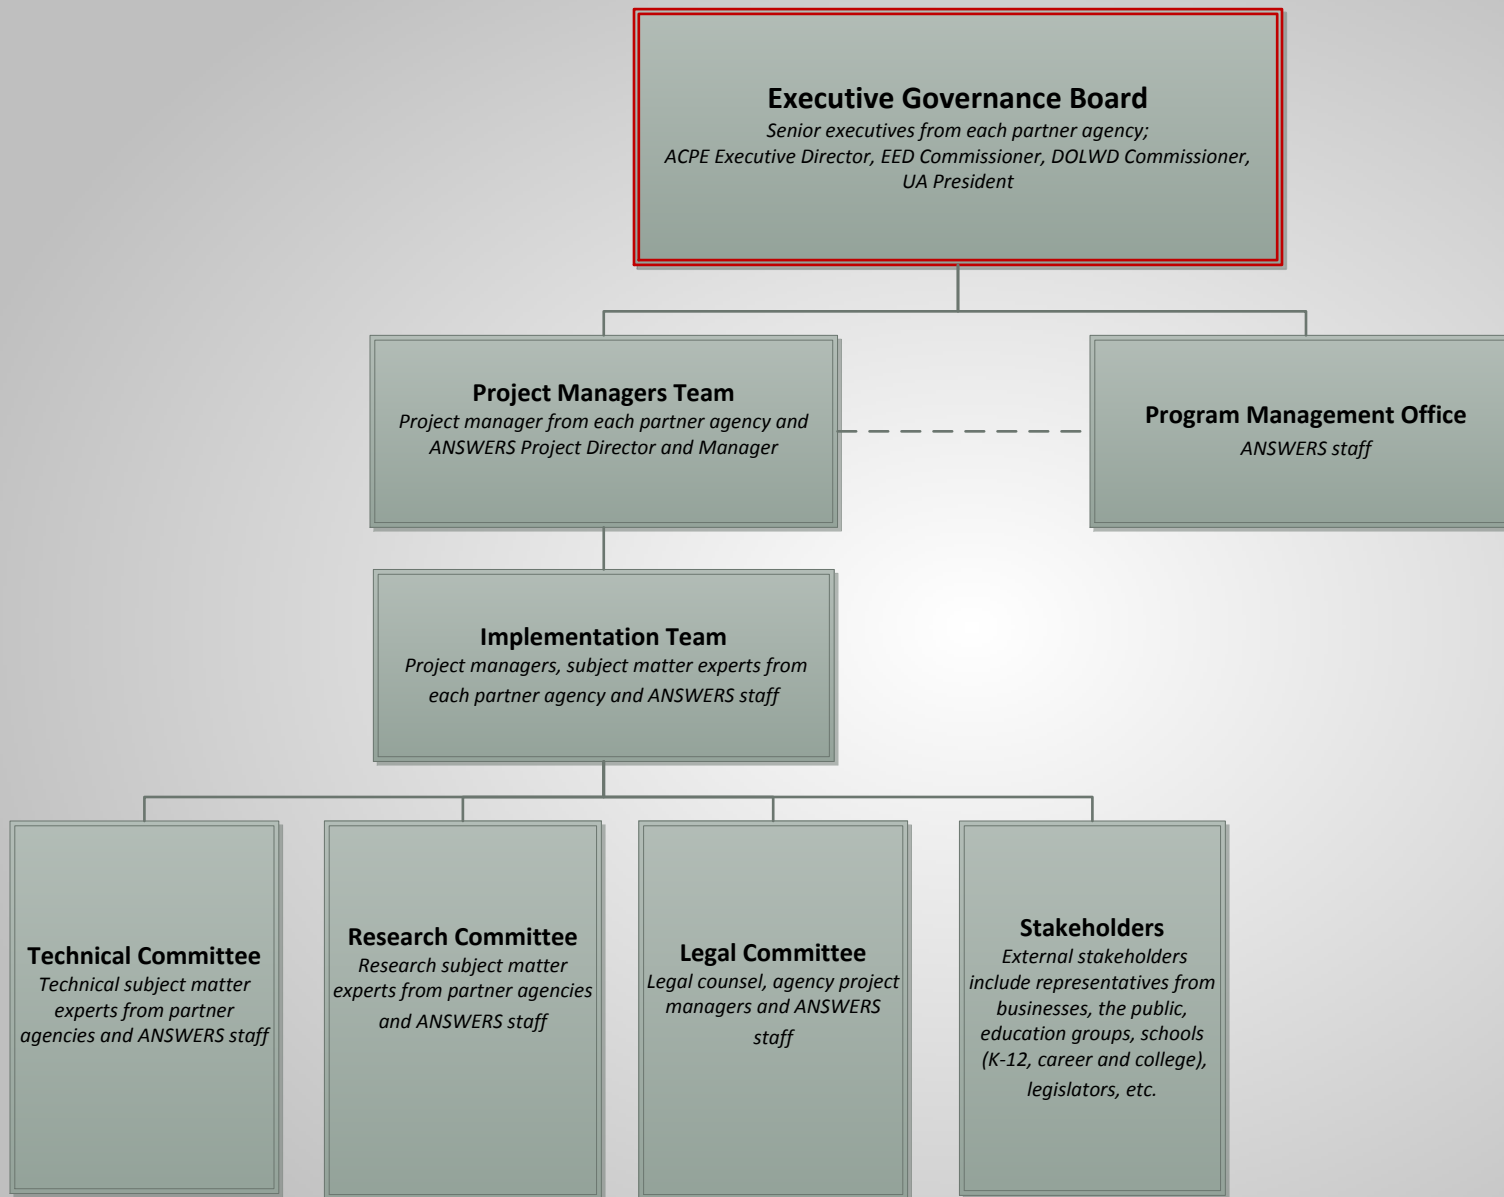 Executive Governance Board
Senior executives from each partner agency;
ACPE Executive Director, EED Commissioner, DOLWD Commissioner,
UA President
Project Managers Team
Project manager from each partner agency and
ANSWERS Project Director and Manager
Program Management Office
ANSWERS staff
Implementation Team
Project managers, subject matter experts from
each partner agency and ANSWERS staff
Technical Committee
Technical subject matter
experts from partner
agencies and ANSWERS staff
Research Committee
Research subject matter
experts from partner agencies
and ANSWERS staff
Legal Committee
Legal counsel, agency project
managers and ANSWERS
staff
Stakeholders
External stakeholders
include representatives from
businesses, the public,
education groups, schools
(K-12, career and college),
legislators, etc.